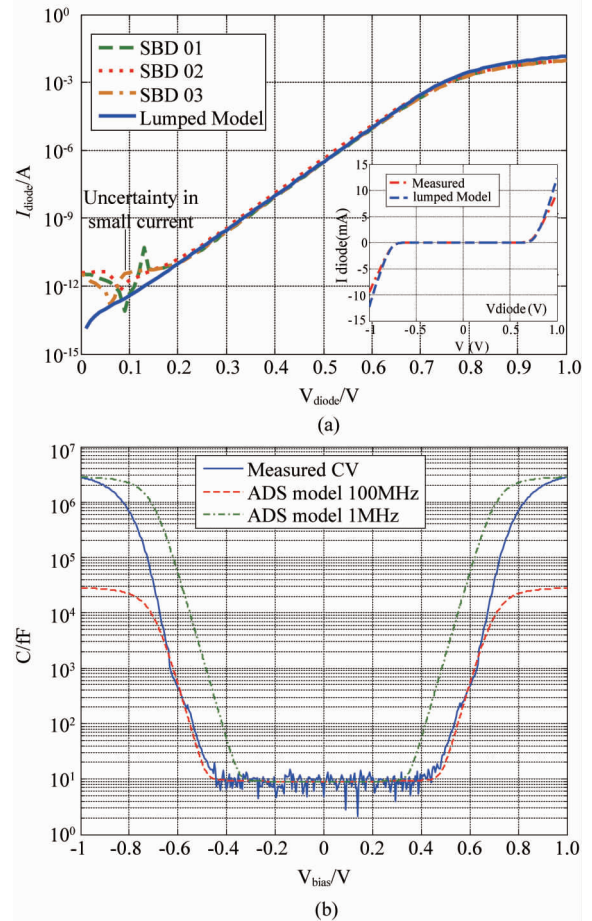 10^0
10^-3
10^-6
10^-9
10^-12
10^-15
I_diode/A
SBD 01
SBD 02
SBD 03
Lumped Model
Uncertainty in
small current
15
10
5
0
-5
-10
-15
I diode(mA)
Measured
lumped Model
Vdiode (V)
-1 -0.5 0 0.5 1.0
V (V)
0 0.1 0.2 0.3 0.4 0.5 0.6 0.7 0.8 0.9 1.0
V_diode/V
(a)
10^7
10^6
10^5
10^4
10^3
10^2
10^1
10^0
C/fF
Measured CV
ADS model 100MHz
ADS model 1MHz
-1 -0.8 -0.6 -0.4 -0.2 0 0.2 0.4 0.6 0.8 1.0
V_bias/V
(b)